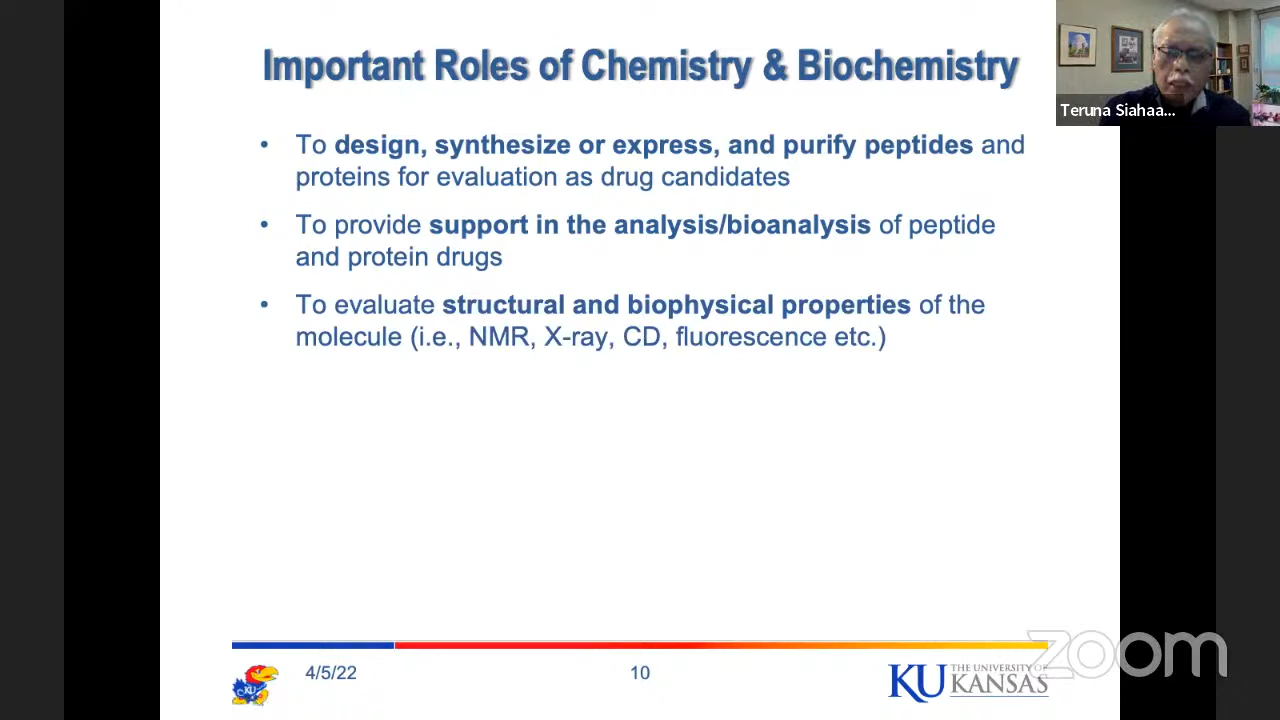 Important Roles of Chemistry & Biochemistry
Teruna Siahaa...
• To design, synthesize or express, and purify peptides and
proteins for evaluation as drug candidates
• To provide support in the analysis/bioanalysis of peptide
and protein drugs
• To evaluate structural and biophysical properties of the
molecule (i.e., NMR, X-ray, CD, fluorescence etc.)
zoom
KU
4/5/22
10
KU THE UNIVERSITY OF
KANSAS